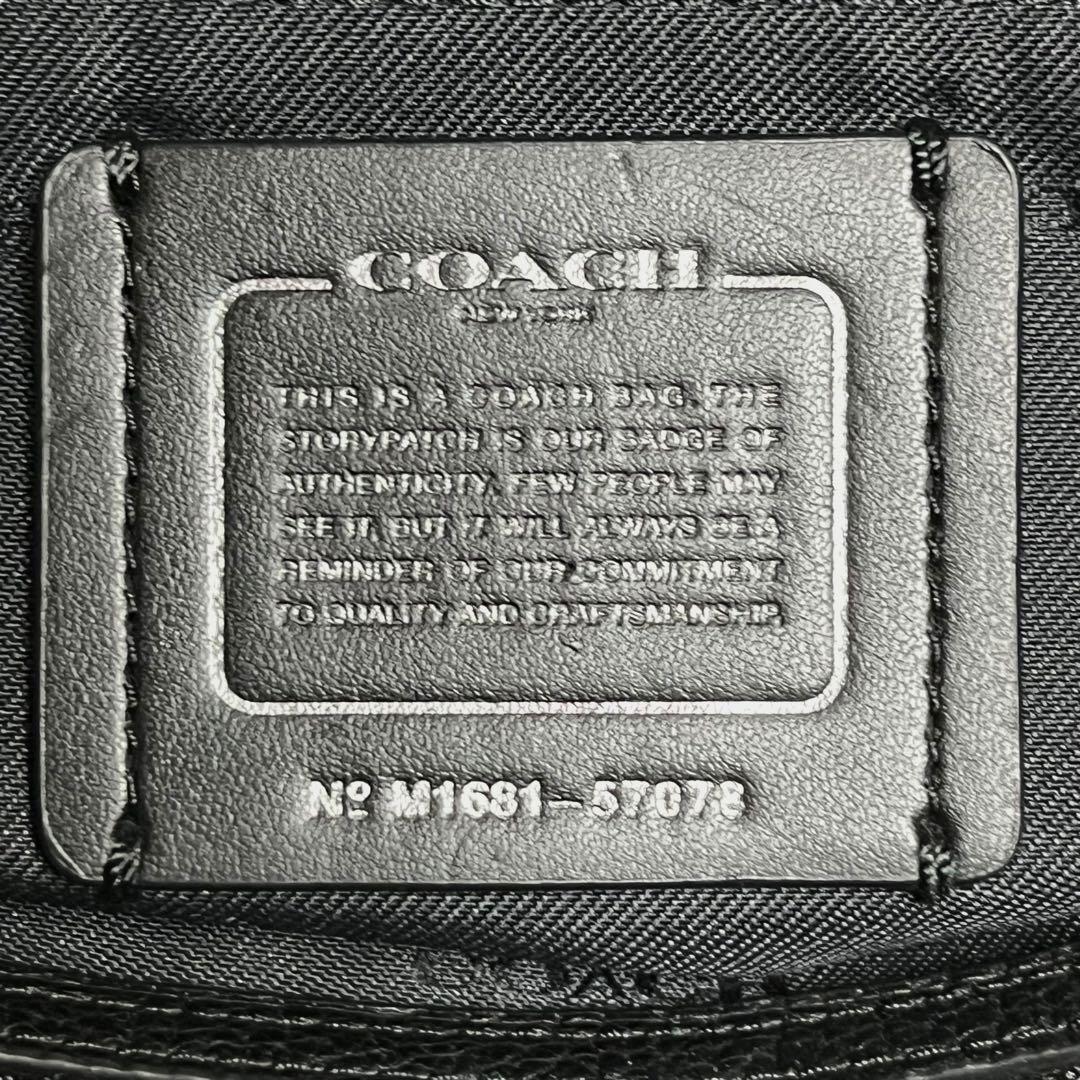 COACH
NEW YORK
THIS IS A COACH BAG. THE
STORYPATCH IS OUR BADGE OF
AUTHENTICITY. FEW PEOPLE MAY
SEE IT, BUT IT WILL ALWAYS BE A
REMINDER OF OUR COMMITMENT
TO QUALITY AND CRAFTSMANSHIP.
Nº M1681-57078